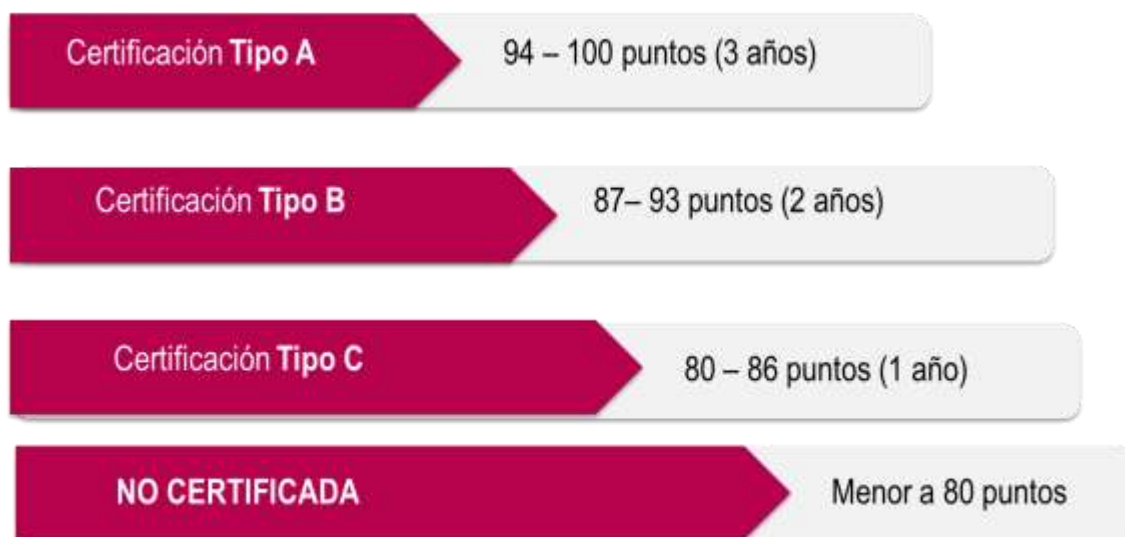 Certificación Tipo A
94 – 100 puntos (3 años)
Certificación Tipo B
87– 93 puntos (2 años)
Certificación Tipo C
80 – 86 puntos (1 año)
NO CERTIFICADA
Menor a 80 puntos